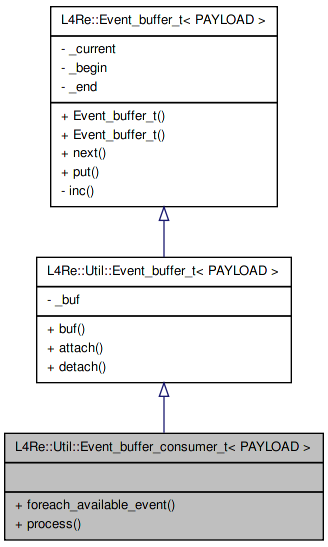 L4Re::Event_buffer_t< PAYLOAD >
- _current
- _begin
- _end
+ Event_buffer_t()
+ Event_buffer_t()
+ next()
+ put()
- inc()
L4Re::Util::Event_buffer_t< PAYLOAD >
- _buf
+ buf()
+ attach()
+ detach()
L4Re::Util::Event_buffer_consumer_t< PAYLOAD >
+ foreach_available_event()
+ process()